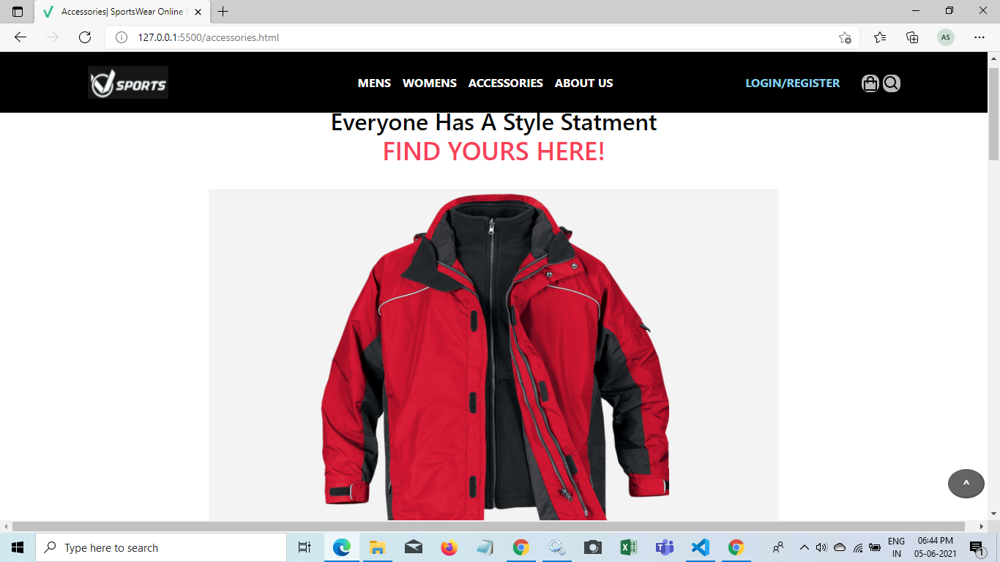 Accessories| SportsWear Online
127.0.0.1:5500/accessories.html
AS
SPORTS
MENS WOMENS ACCESSORIES ABOUT US
LOGIN/REGISTER
Everyone Has A Style Statment
FIND YOURS HERE!
^
Type here to search
ENG
IN
06:44 PM
05-06-2021
1